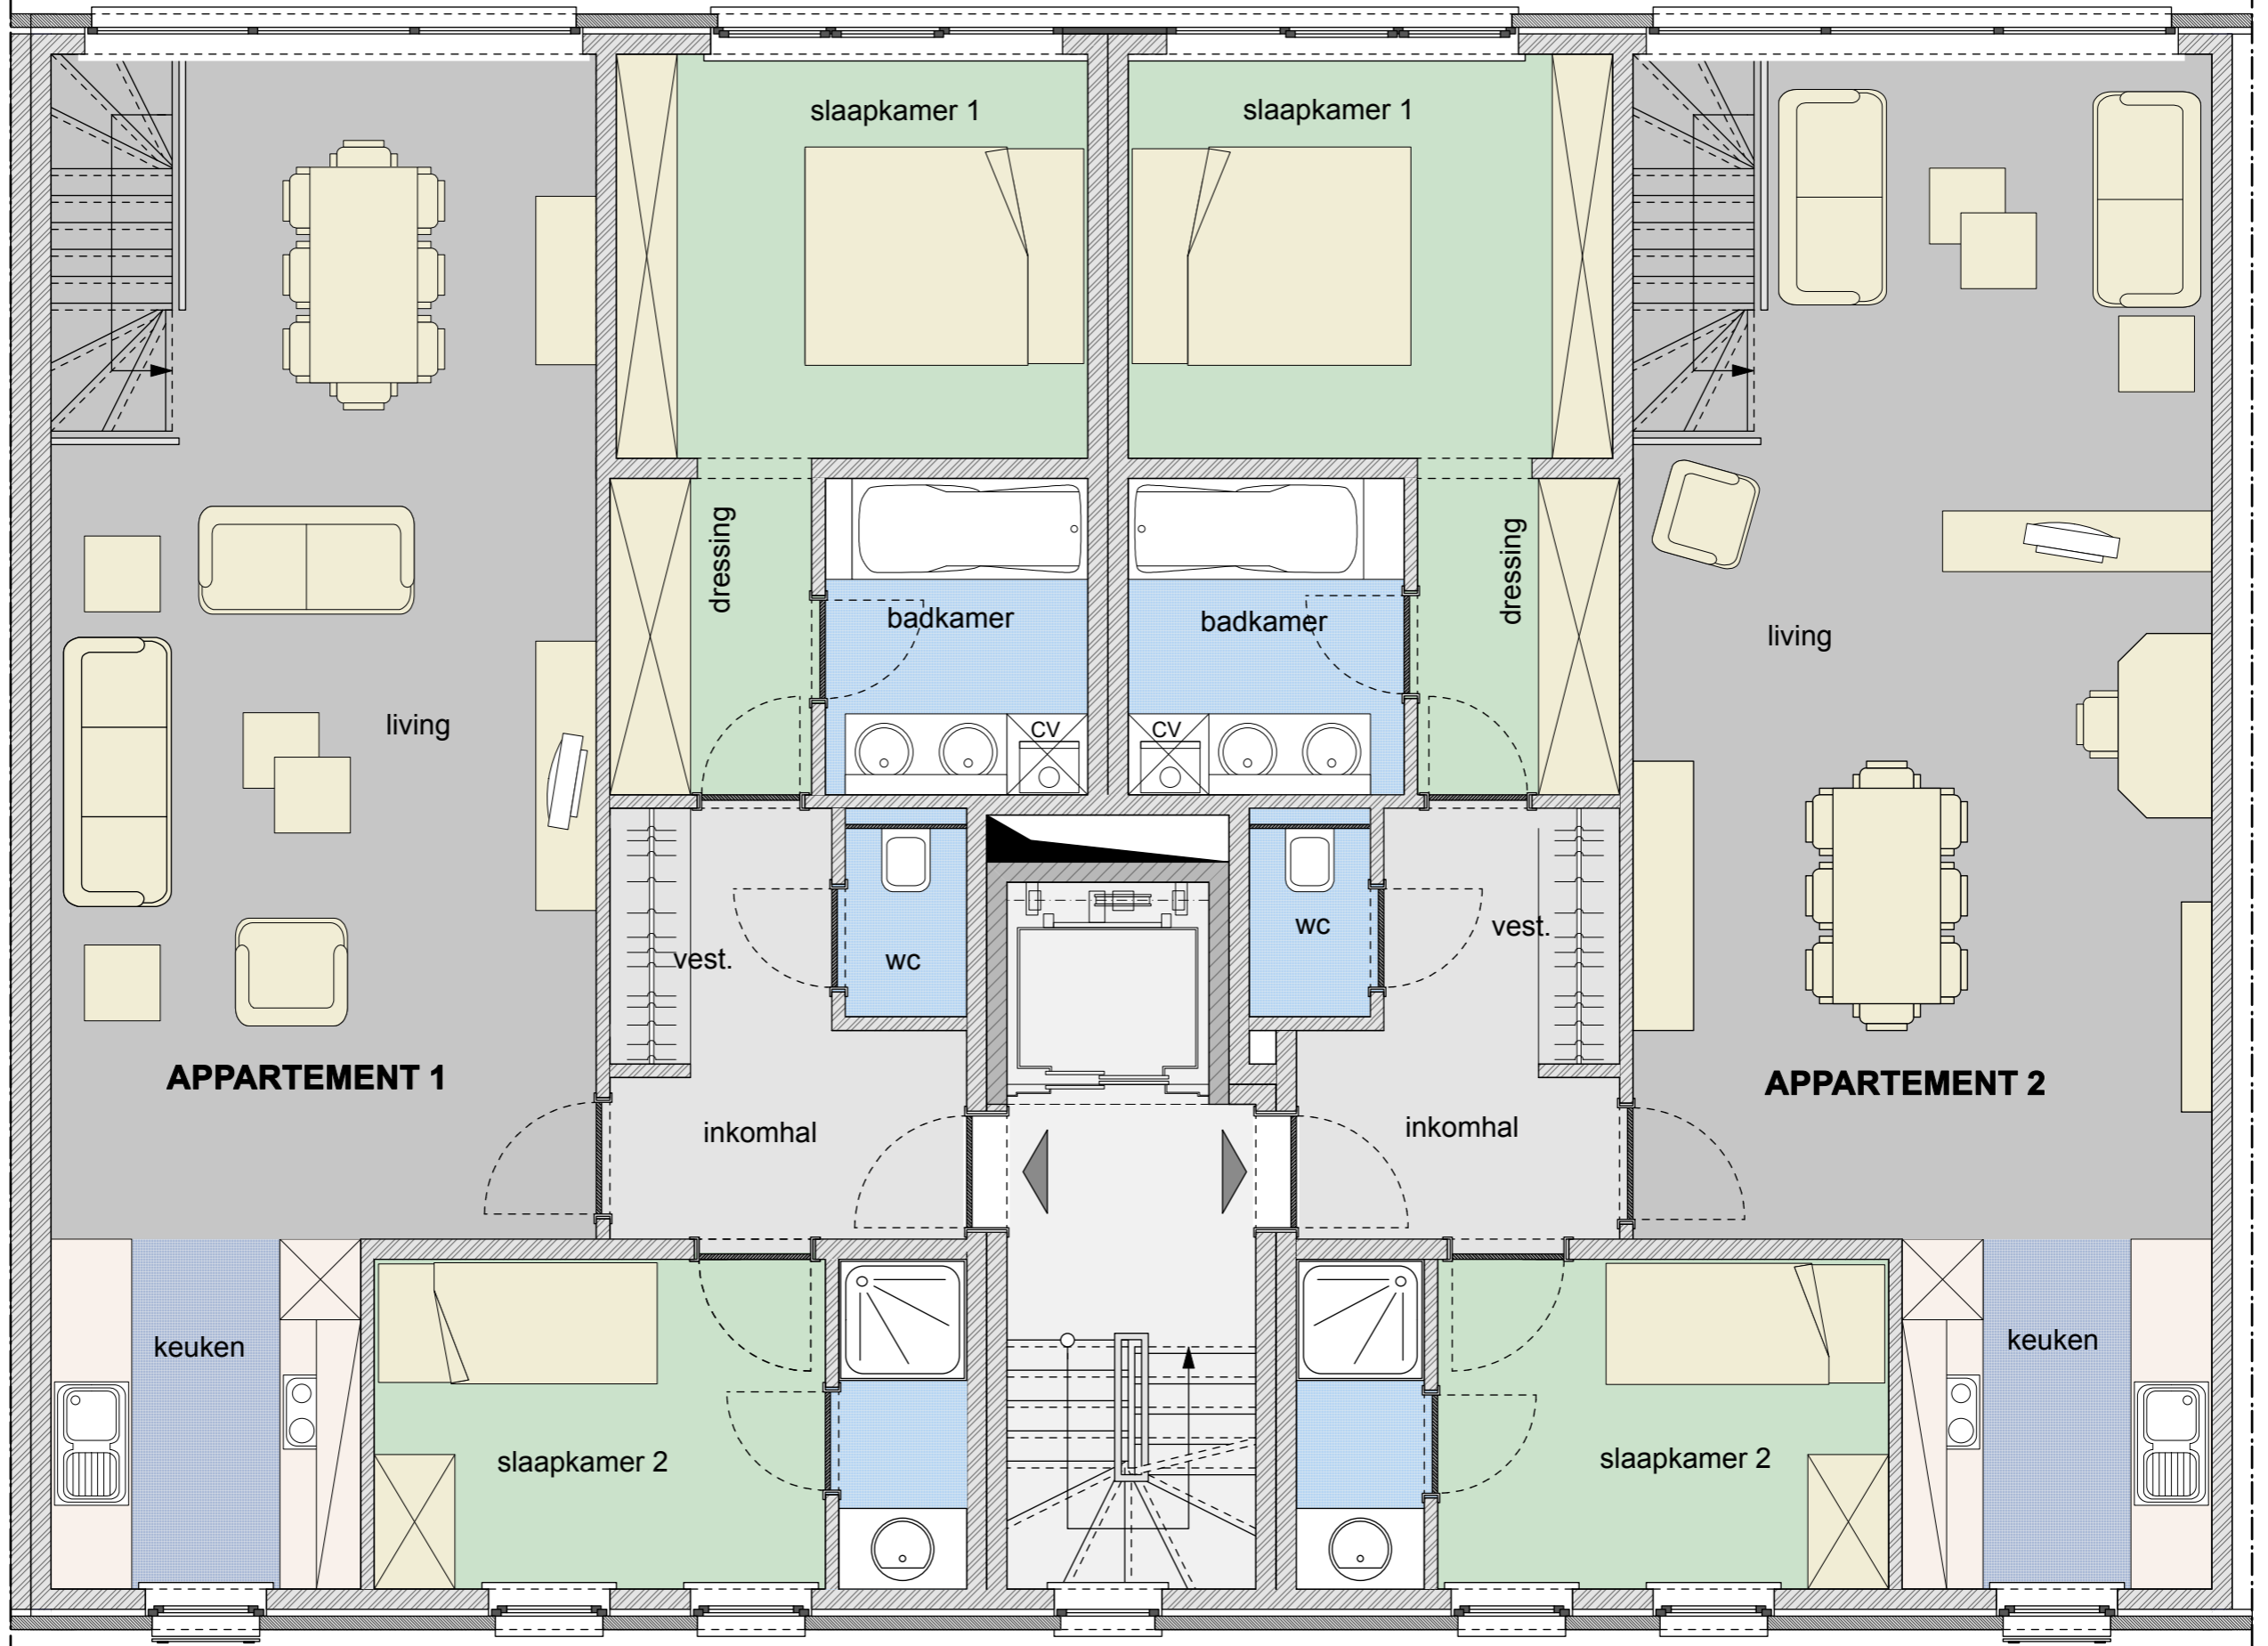 slaapkamer 1
slaapkamer 1
dressing
dressing
badkamer
badkamer
living
living
CV
CV
vest.
wc
wc
vest.
APPARTEMENT 1
APPARTEMENT 2
inkomhal
inkomhal
keuken
keuken
slaapkamer 2
slaapkamer 2